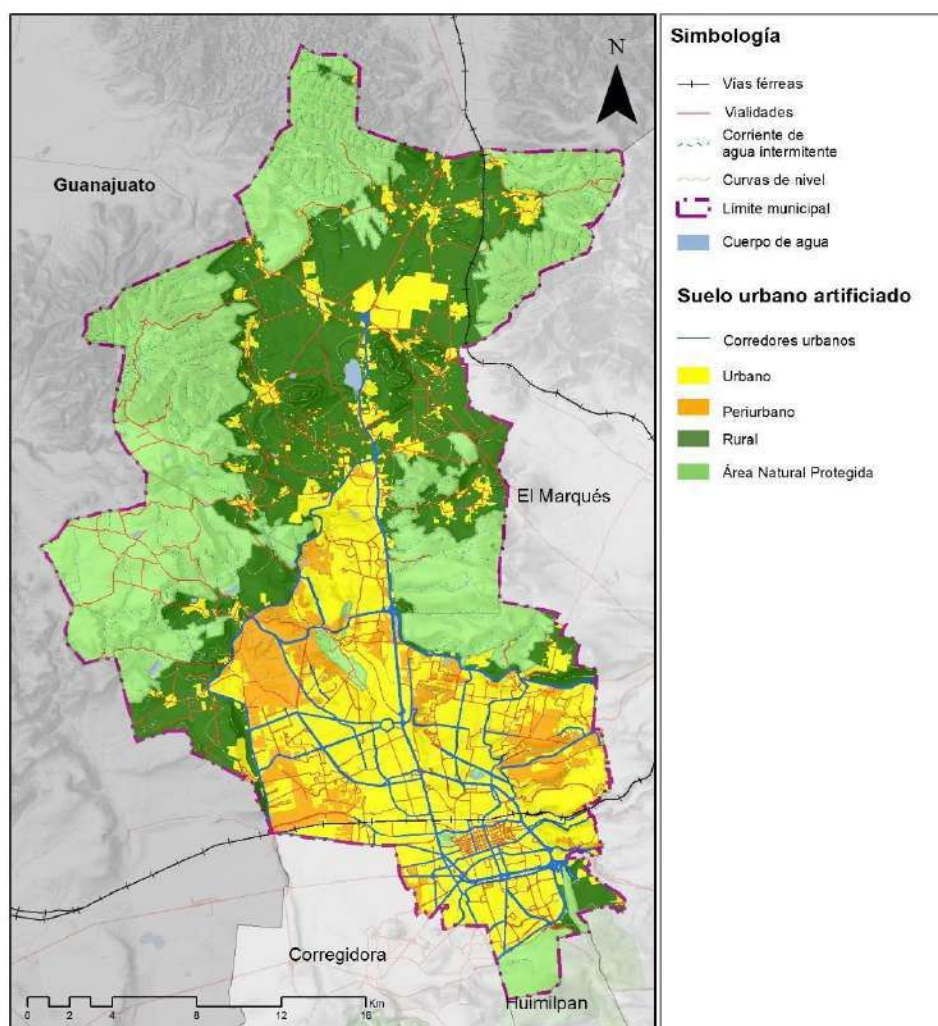 N
Guanajuato
El Marqués
Corregidora
Huimilpan
0 2 4 8 12 16
Km
Simbología
Vías férreas
Vialidades
Corriente de
agua intermitente
Curvas de nivel
Límite municipal
Cuerpo de agua
Suelo urbano artificiado
Corredores urbanos
Urbano
Periurbano
Rural
Área Natural Protegida